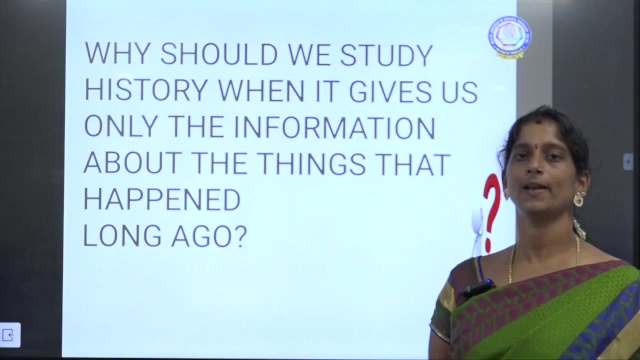 WHY SHOULD WE STUDY
HISTORY WHEN IT GIVES US
ONLY THE INFORMATION
ABOUT THE THINGS THAT
HAPPENED
LONG AGO?
?